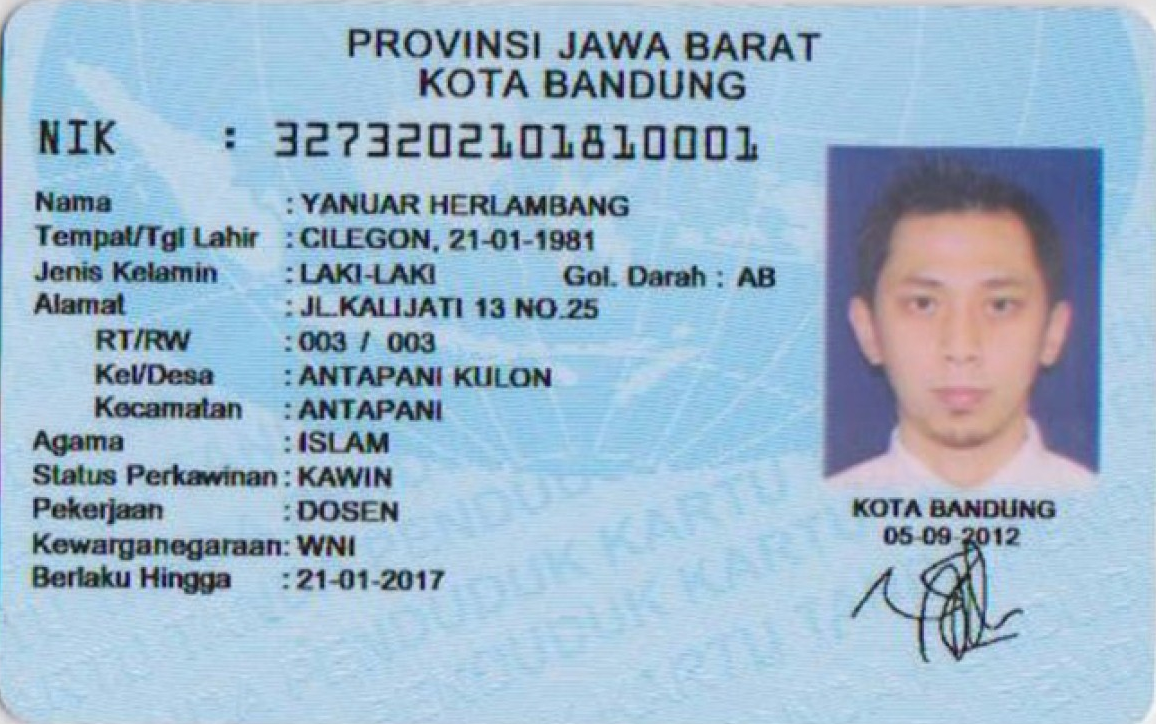 PROVINSI JAWA BARAT
KOTA BANDUNG
NIK : 3273202101810001
Nama : YANUAR HERLAMBANG
Tempat/Tgl Lahir : CILEGON, 21-01-1981
Jenis Kelamin : LAKI-LAKI Gol. Darah : AB
Alamat : JL.KALIJATI 13 NO.25
RT/RW : 003 / 003
Kel/Desa : ANTAPANI KULON
Kecamatan : ANTAPANI
Agama : ISLAM
Status Perkawinan : KAWIN
Pekerjaan : DOSEN
Kewarganegaraan : WNI
Berlaku Hingga : 21-01-2017
KOTA BANDUNG
05-09-2012